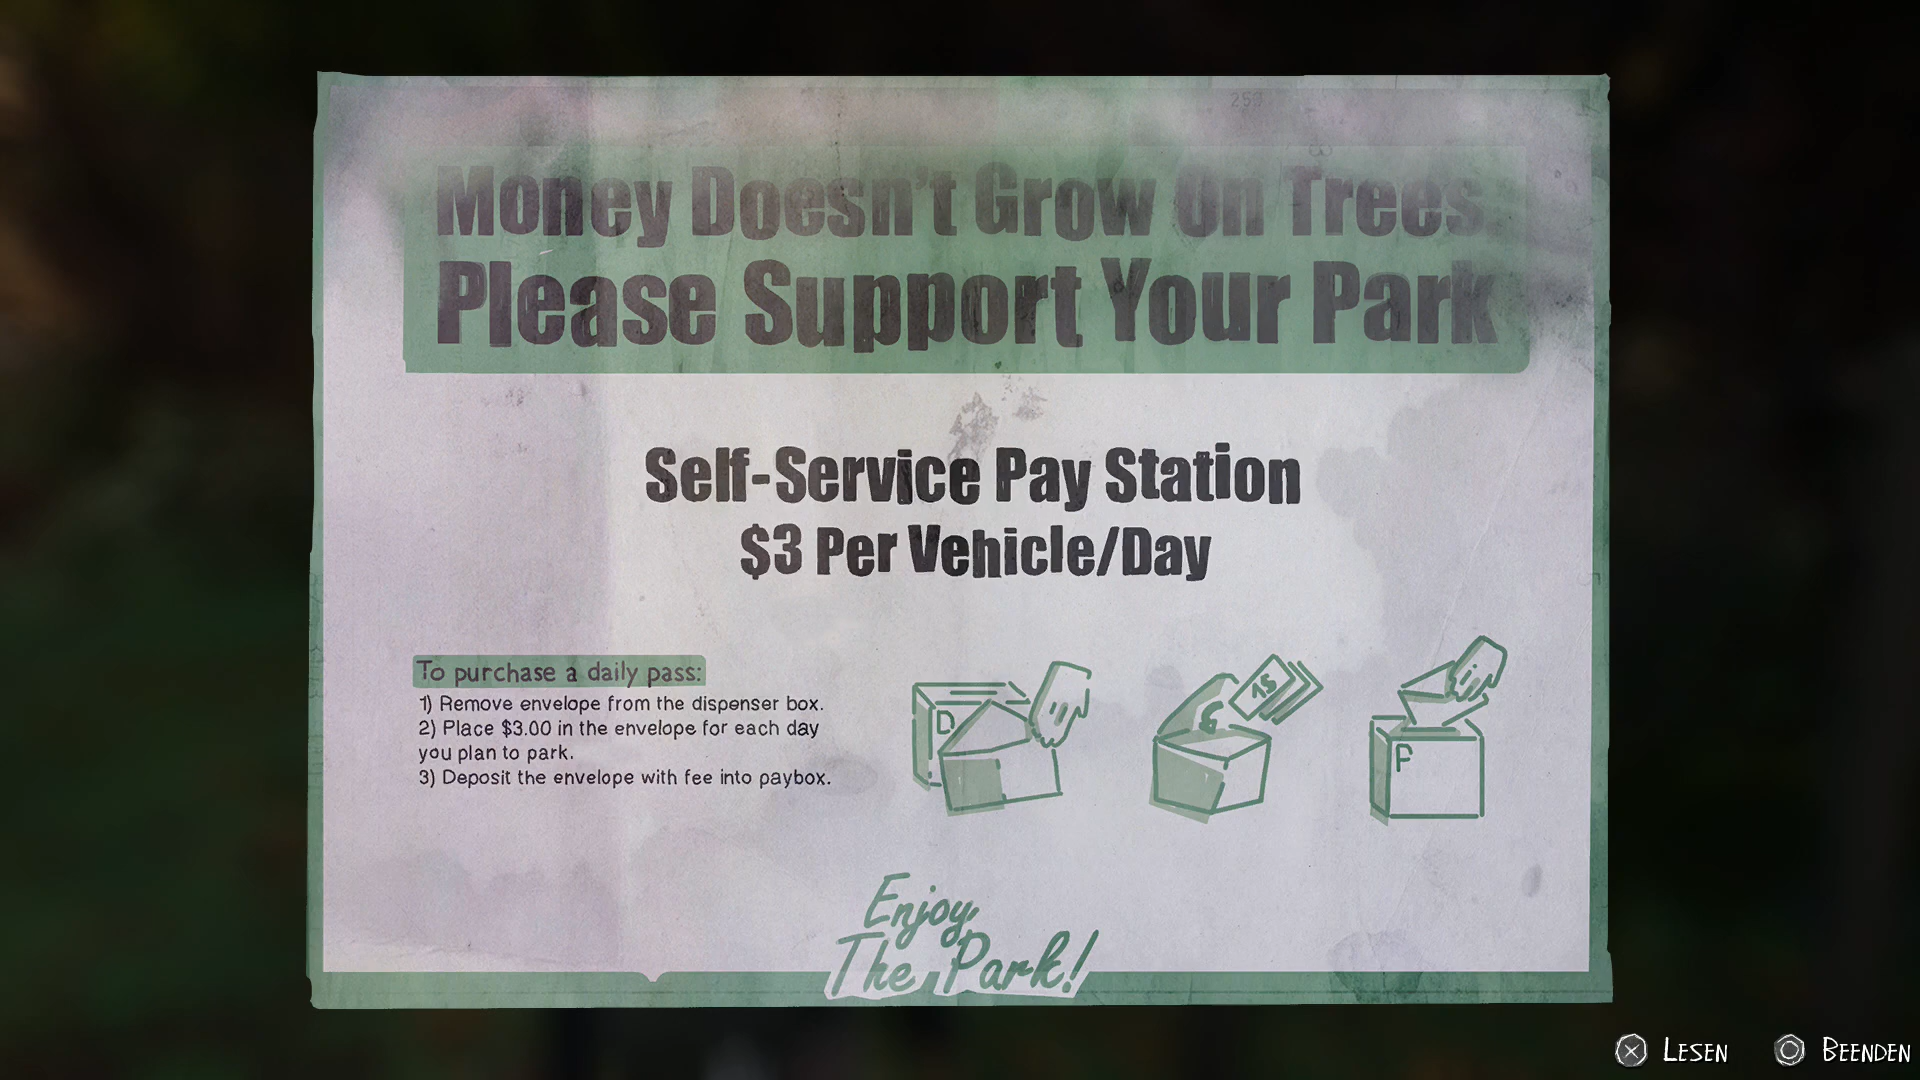 Money Doesn't Grow On Trees
Please Support Your Park
Self-Service Pay Station
$3 Per Vehicle/Day
To purchase a daily pass:
1) Remove envelope from the dispenser box.
2) Place $3.00 in the envelope for each day
you plan to park.
3) Deposit the envelope with fee into paybox.
D
1$
P
Enjoy
The Park!
LESEN
BEENDEN